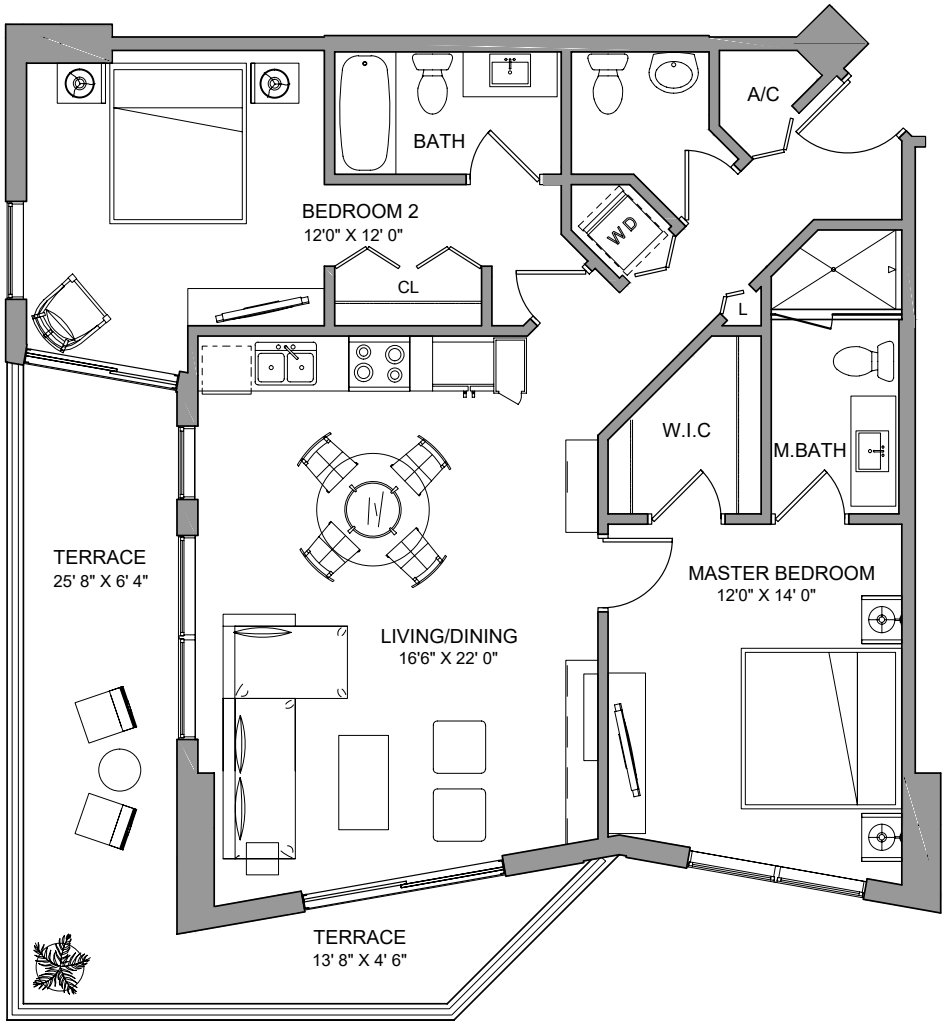 A/C
BATH
BEDROOM 2
12'0" X 12' 0"
WD
CL
L
W.I.C
M.BATH
TERRACE
25' 8" X 6' 4"
MASTER BEDROOM
12'0" X 14' 0"
LIVING/DINING
16'6" X 22' 0"
TERRACE
13' 8" X 4' 6"